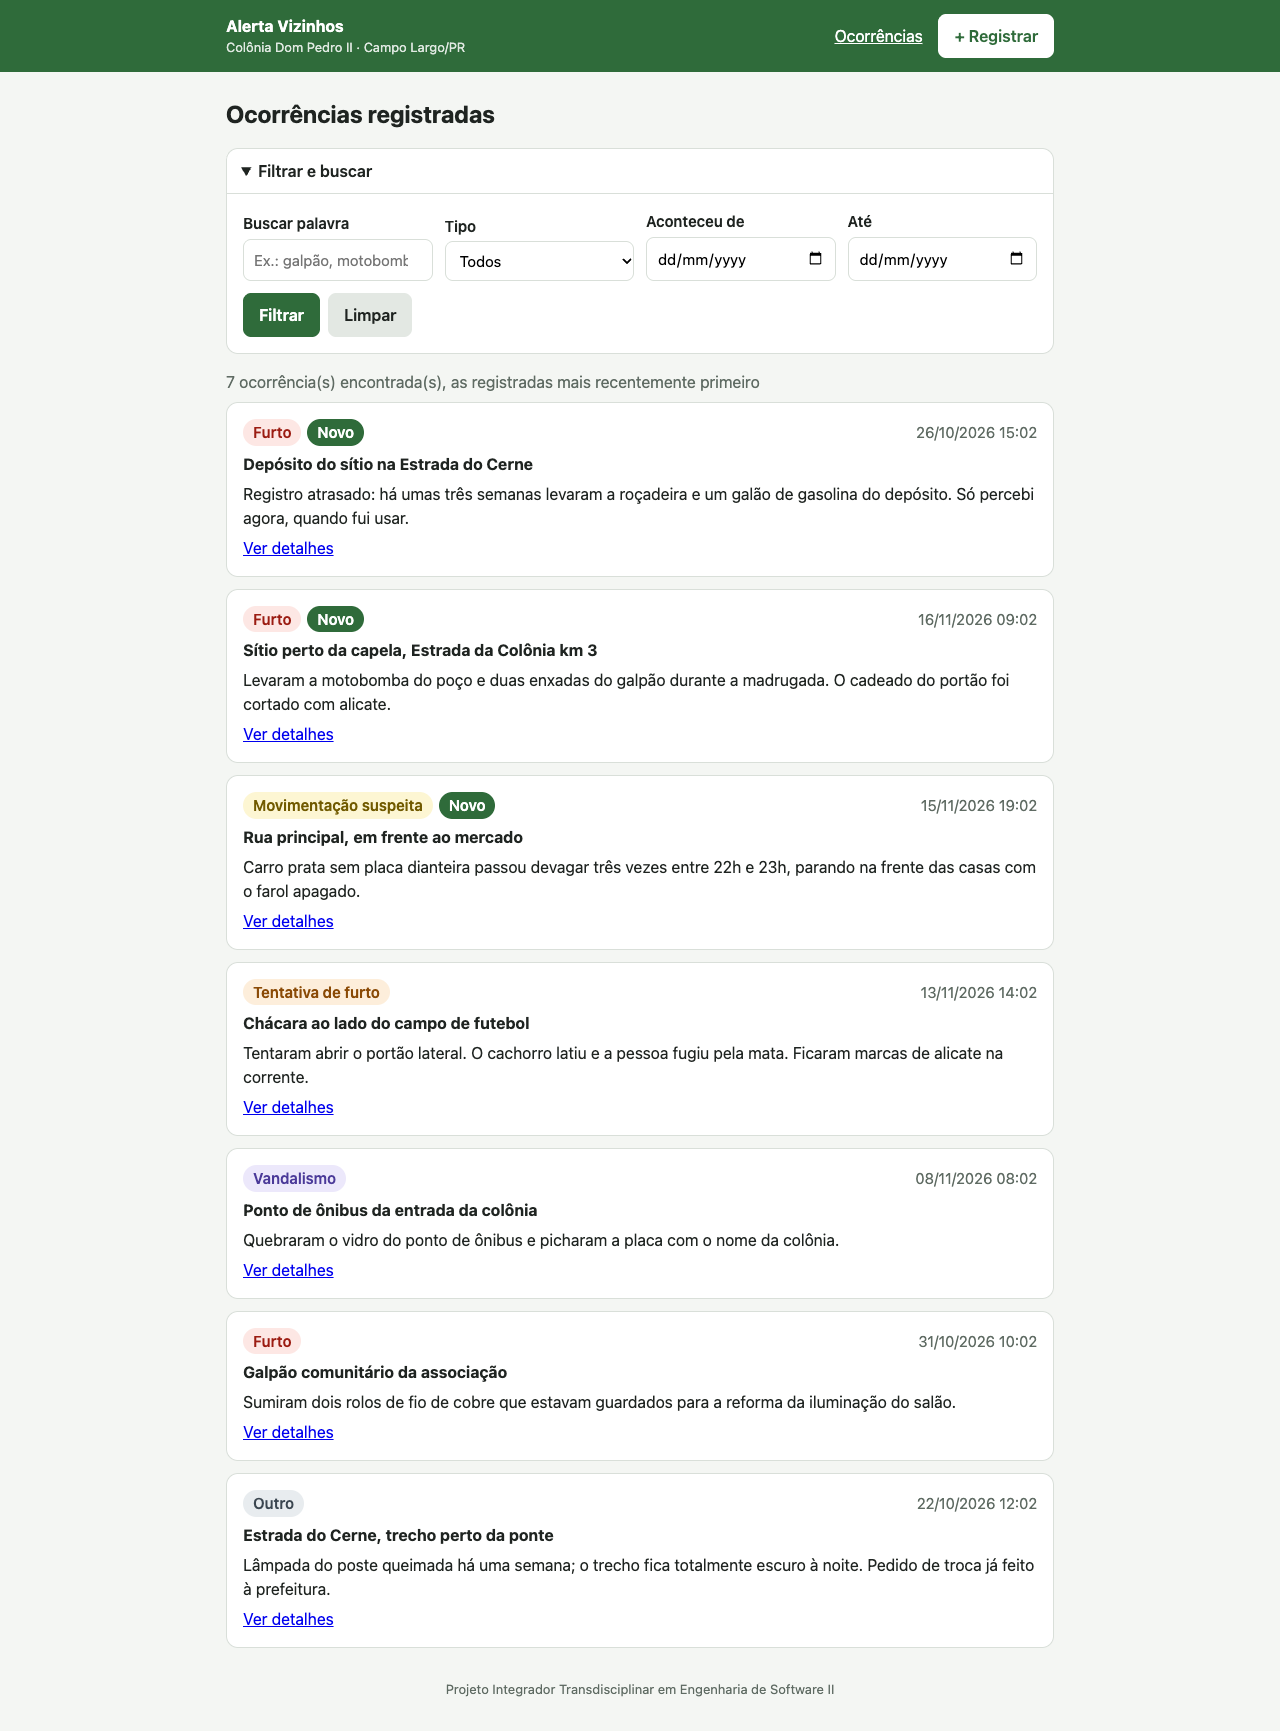 Alerta Vizinhos
Colônia Dom Pedro II · Campo Largo/PR
Ocorrências
+ Registrar
Ocorrências registradas
▼ Filtrar e buscar
Buscar palavra
Tipo
Aconteceu de
Até
Ex.: galpão, motobomb
Todos
dd/mm/yyyy
dd/mm/yyyy
Filtrar
Limpar
7 ocorrência(s) encontrada(s), as registradas mais recentemente primeiro
Furto Novo 26/10/2026 15:02
Depósito do sítio na Estrada do Cerne
Registro atrasado: há umas três semanas levaram a roçadeira e um galão de gasolina do depósito. Só percebi
agora, quando fui usar.
Ver detalhes
Furto Novo 16/11/2026 09:02
Sítio perto da capela, Estrada da Colônia km 3
Levaram a motobomba do poço e duas enxadas do galpão durante a madrugada. O cadeado do portão foi
cortado com alicate.
Ver detalhes
Movimentação suspeita Novo 15/11/2026 19:02
Rua principal, em frente ao mercado
Carro prata sem placa dianteira passou devagar três vezes entre 22h e 23h, parando na frente das casas com
o farol apagado.
Ver detalhes
Tentativa de furto 13/11/2026 14:02
Chácara ao lado do campo de futebol
Tentaram abrir o portão lateral. O cachorro latiu e a pessoa fugiu pela mata. Ficaram marcas de alicate na
corrente.
Ver detalhes
Vandalismo 08/11/2026 08:02
Ponto de ônibus da entrada da colônia
Quebraram o vidro do ponto de ônibus e picharam a placa com o nome da colônia.
Ver detalhes
Furto 31/10/2026 10:02
Galpão comunitário da associação
Sumiram dois rolos de fio de cobre que estavam guardados para a reforma da iluminação do salão.
Ver detalhes
Outro 22/10/2026 12:02
Estrada do Cerne, trecho perto da ponte
Lâmpada do poste queimada há uma semana; o trecho fica totalmente escuro à noite. Pedido de troca já feito
à prefeitura.
Ver detalhes
Projeto Integrador Transdisciplinar em Engenharia de Software II